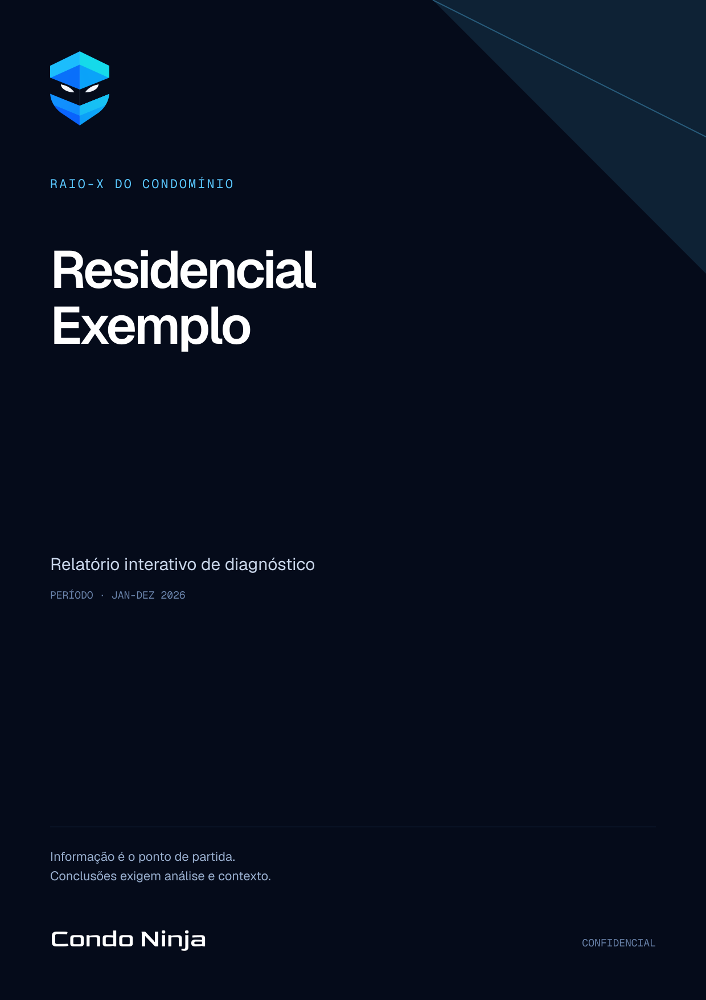 RAIO-X DO CONDOMÍNIO
Residencial
Exemplo
Relatório interativo de diagnóstico
PERÍODO · JAN-DEZ 2026
Informação é o ponto de partida.
Conclusões exigem análise e contexto.
Condo Ninja
CONFIDENCIAL